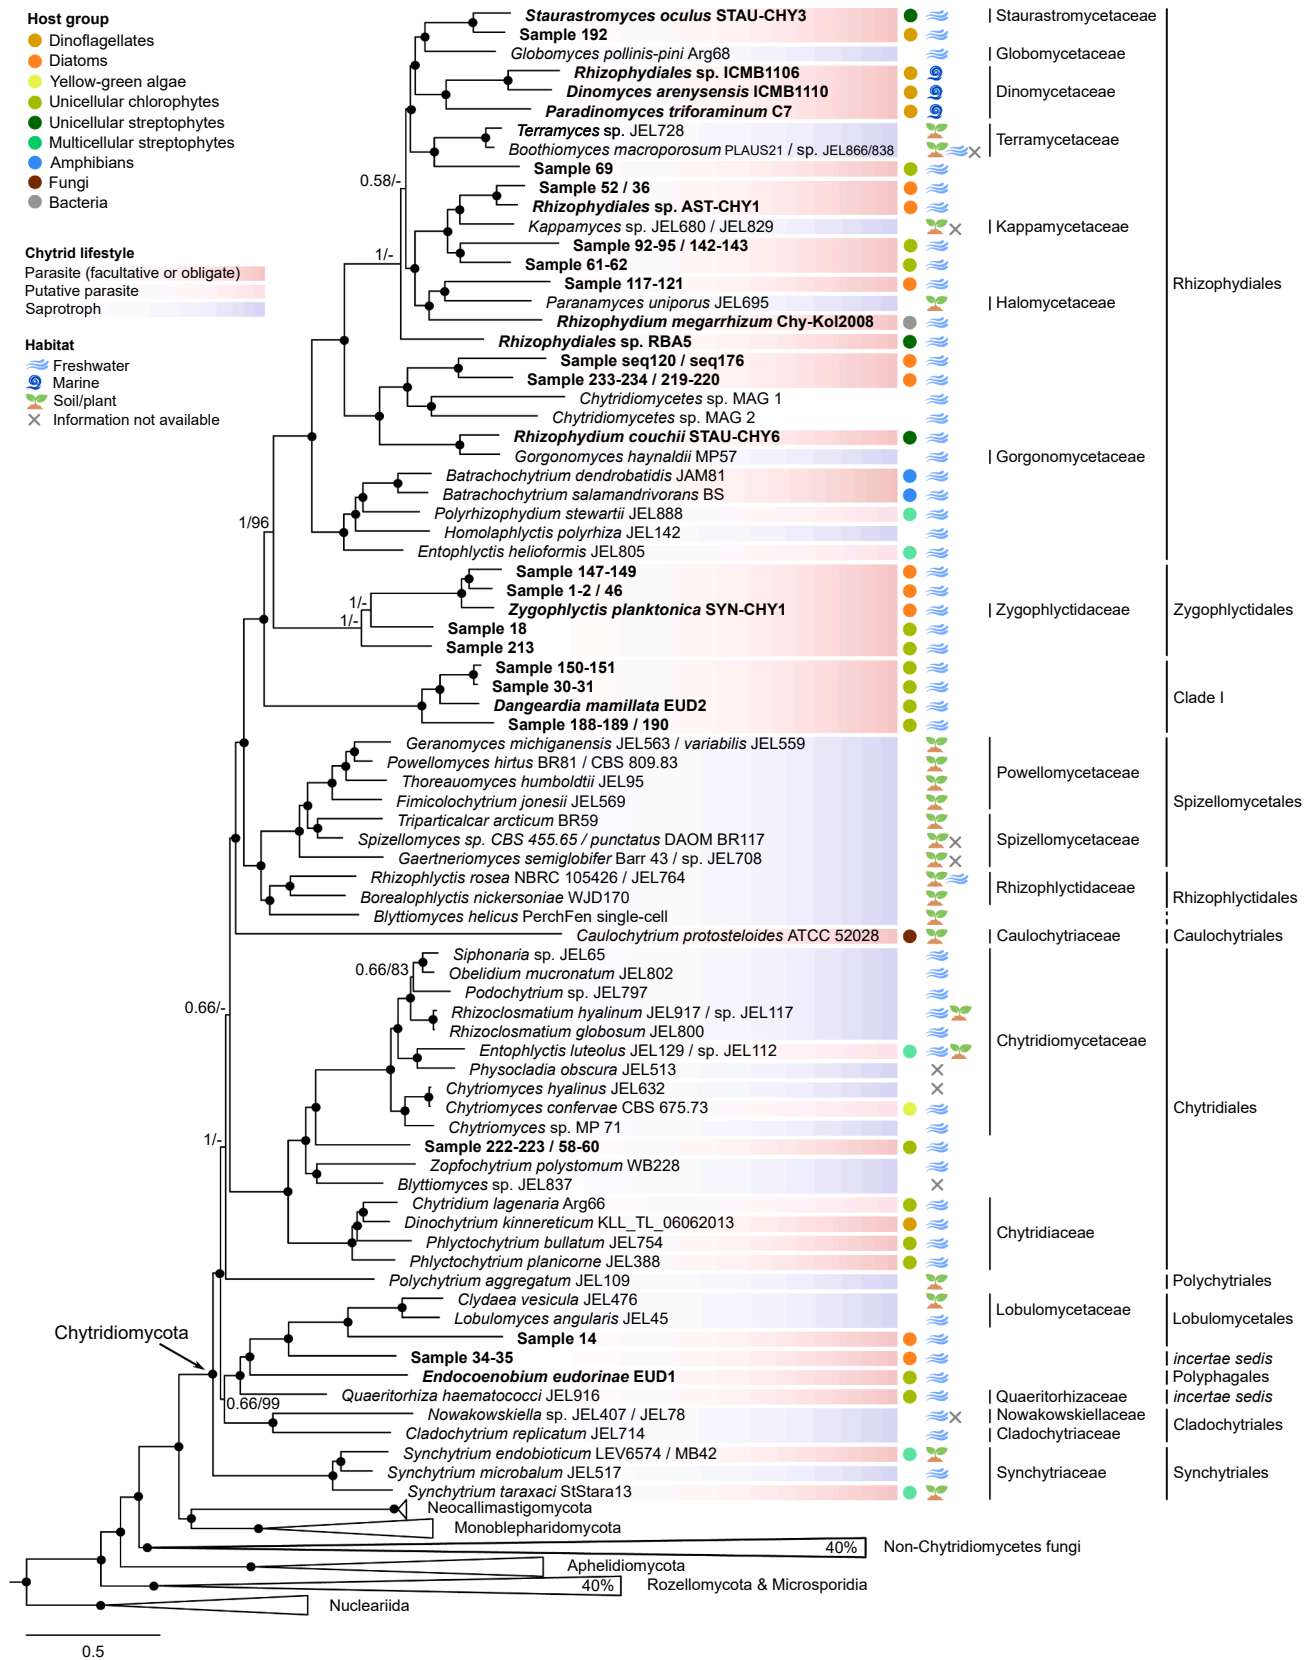 Host group
Dinoflagellates
Diatoms
Yellow-green algae
Unicellular chlorophytes
Unicellular streptophytes
Multicellular streptophytes
Amphibians
Fungi
Bacteria
Chytrid lifestyle
Parasite (facultative or obligate)
Putative parasite
Saprotroph
Habitat
Freshwater
Marine
Soil/plant
Information not available
Staurastromyces oculus STAU-CHY3 Staurastromycetaceae
Sample 192
Globomyces pollinis-pini Arg68 Globomycetaceae
Rhizophydiales sp. ICMB1106
Dinomyces arenysensis ICMB1110 Dinomycetaceae
Paradinomyces triforaminum C7
Terramyces sp. JEL728
Terramycetaceae
Boothiomyces macroporosum PLAUS21 / sp. JEL866/838
Sample 69
0.58/-
Sample 52 / 36
Rhizophydiales sp. AST-CHY1
Kappamyces sp. JEL680 / JEL829 Kappamycetaceae
Sample 92-95 / 142-143
1/-
Sample 61-62
Sample 117-121 Rhizophydiales
Paranamyces uniporus JEL695 Halomycetaceae
Rhizophydium megarrhizum Chy-Kol2008
Rhizophydiales sp. RBA5
Sample seq120 / seq176
Sample 233-234 / 219-220
Chytridiomycetes sp. MAG 1
Chytridiomycetes sp. MAG 2
Rhizophydium couchii STAU-CHY6
Gorgonomyces haynaldii MP57 Gorgonomycetaceae
Batrachochytrium dendrobatidis JAM81
Batrachochytrium salamandrivorans BS
Polyrhizophydium stewartii JEL888
1/96
Homolaphlyctis polyrhiza JEL142
Entophlyctis helioformis JEL805
Sample 147-149
Sample 1-2 / 46
1/-
Zygophlyctis planktonica SYN-CHY1 Zygophlyctidaceae Zygophlyctidales
1/-
Sample 18
Sample 213
Sample 150-151
Sample 30-31
Clade I
Dangeardia mamillata EUD2
Sample 188-189 / 190
Geranomyces michiganensis JEL563 / variabilis JEL559
Powellomyces hirtus BR81 / CBS 809.83
Powellomycetaceae
Thoreauomyces humboldtii JEL95
Fimicolochytrium jonesii JEL569 Spizellomycetales
Triparticalcar arcticum BR59
Spizellomyces sp. CBS 455.65 / punctatus DAOM BR117 Spizellomycetaceae
Gaertneriomyces semiglobifer Barr 43 / sp. JEL708
Rhizophlyctis rosea NBRC 105426 / JEL764
Rhizophlyctidaceae
Borealophlyctis nickersoniae WJD170 Rhizophlyctidales
Blyttiomyces helicus PerchFen single-cell
Caulochytrium protosteloides ATCC 52028 Caulochytriaceae Caulochytriales
Siphonaria sp. JEL65
0.66/83
Obelidium mucronatum JEL802
Podochytrium sp. JEL797
0.66/-
Rhizoclosmatium hyalinum JEL917 / sp. JEL117
Rhizoclosmatium globosum JEL800
Chytridiomycetaceae
Entophlyctis luteolus JEL129 / sp. JEL112
Physocladia obscura JEL513
Chytriomyces hyalinus JEL632
Chytriomyces confervae CBS 675.73 Chytridiales
Chytriomyces sp. MP 71
1/-
Sample 222-223 / 58-60
Zopfochytrium polystomum WB228
Blyttiomyces sp. JEL837
Chytridium lagenaria Arg66
Dinochytrium kinnereticum KLL_TL_06062013
Chytridiaceae
Phlyctochytrium bullatum JEL754
Phlyctochytrium planicorne JEL388
Polychytrium aggregatum JEL109 Polychytriales
Clydaea vesicula JEL476
Lobulomycetaceae
Lobulomyces angularis JEL45 Lobulomycetales
Chytridiomycota
Sample 14
Sample 34-35 incertae sedis
Endocoenobium eudorinae EUD1 Polyphagales
Quaeritorhiza haematococci JEL916 Quaeritorhizaceae incertae sedis
0.66/99
Nowakowskiella sp. JEL407 / JEL78 Nowakowskiellaceae
Cladochytriales
Cladochytrium replicatum JEL714 Cladochytriaceae
Synchytrium endobioticum LEV6574 / MB42
Synchytrium microbalum JEL517 Synchytriaceae Synchytriales
Synchytrium taraxaci StStara13
Neocallimastigomycota
Monoblepharidomycota
40% Non-Chytridiomycetes fungi
Aphelidiomycota
40% Rozellomycota & Microsporidia
Nucleariida
0.5